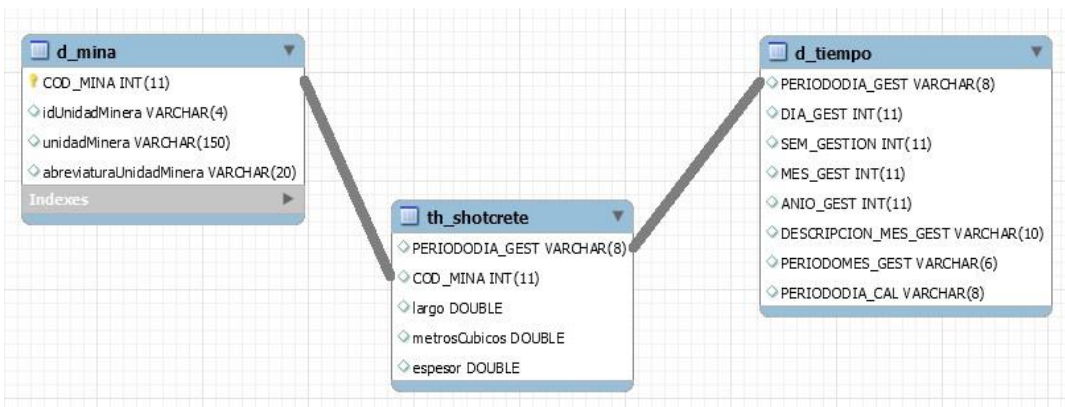 d_mina
COD_MINA INT(11)
idUnidadMinera VARCHAR(4)
unidadMinera VARCHAR(150)
abreviaturaUnidadMinera VARCHAR(20)
Indexes
th_shotcrete
PERIODODIA_GEST VARCHAR(8)
COD_MINA INT(11)
largo DOUBLE
metrosCubicos DOUBLE
espesor DOUBLE
d_tiempo
PERIODODIA_GEST VARCHAR(8)
DIA_GEST INT(11)
SEM_GESTION INT(11)
MES_GEST INT(11)
ANIO_GEST INT(11)
DESCRIPCION_MES_GEST VARCHAR(10)
PERIODOMES_GEST VARCHAR(6)
PERIODODIA_CAL VARCHAR(8)